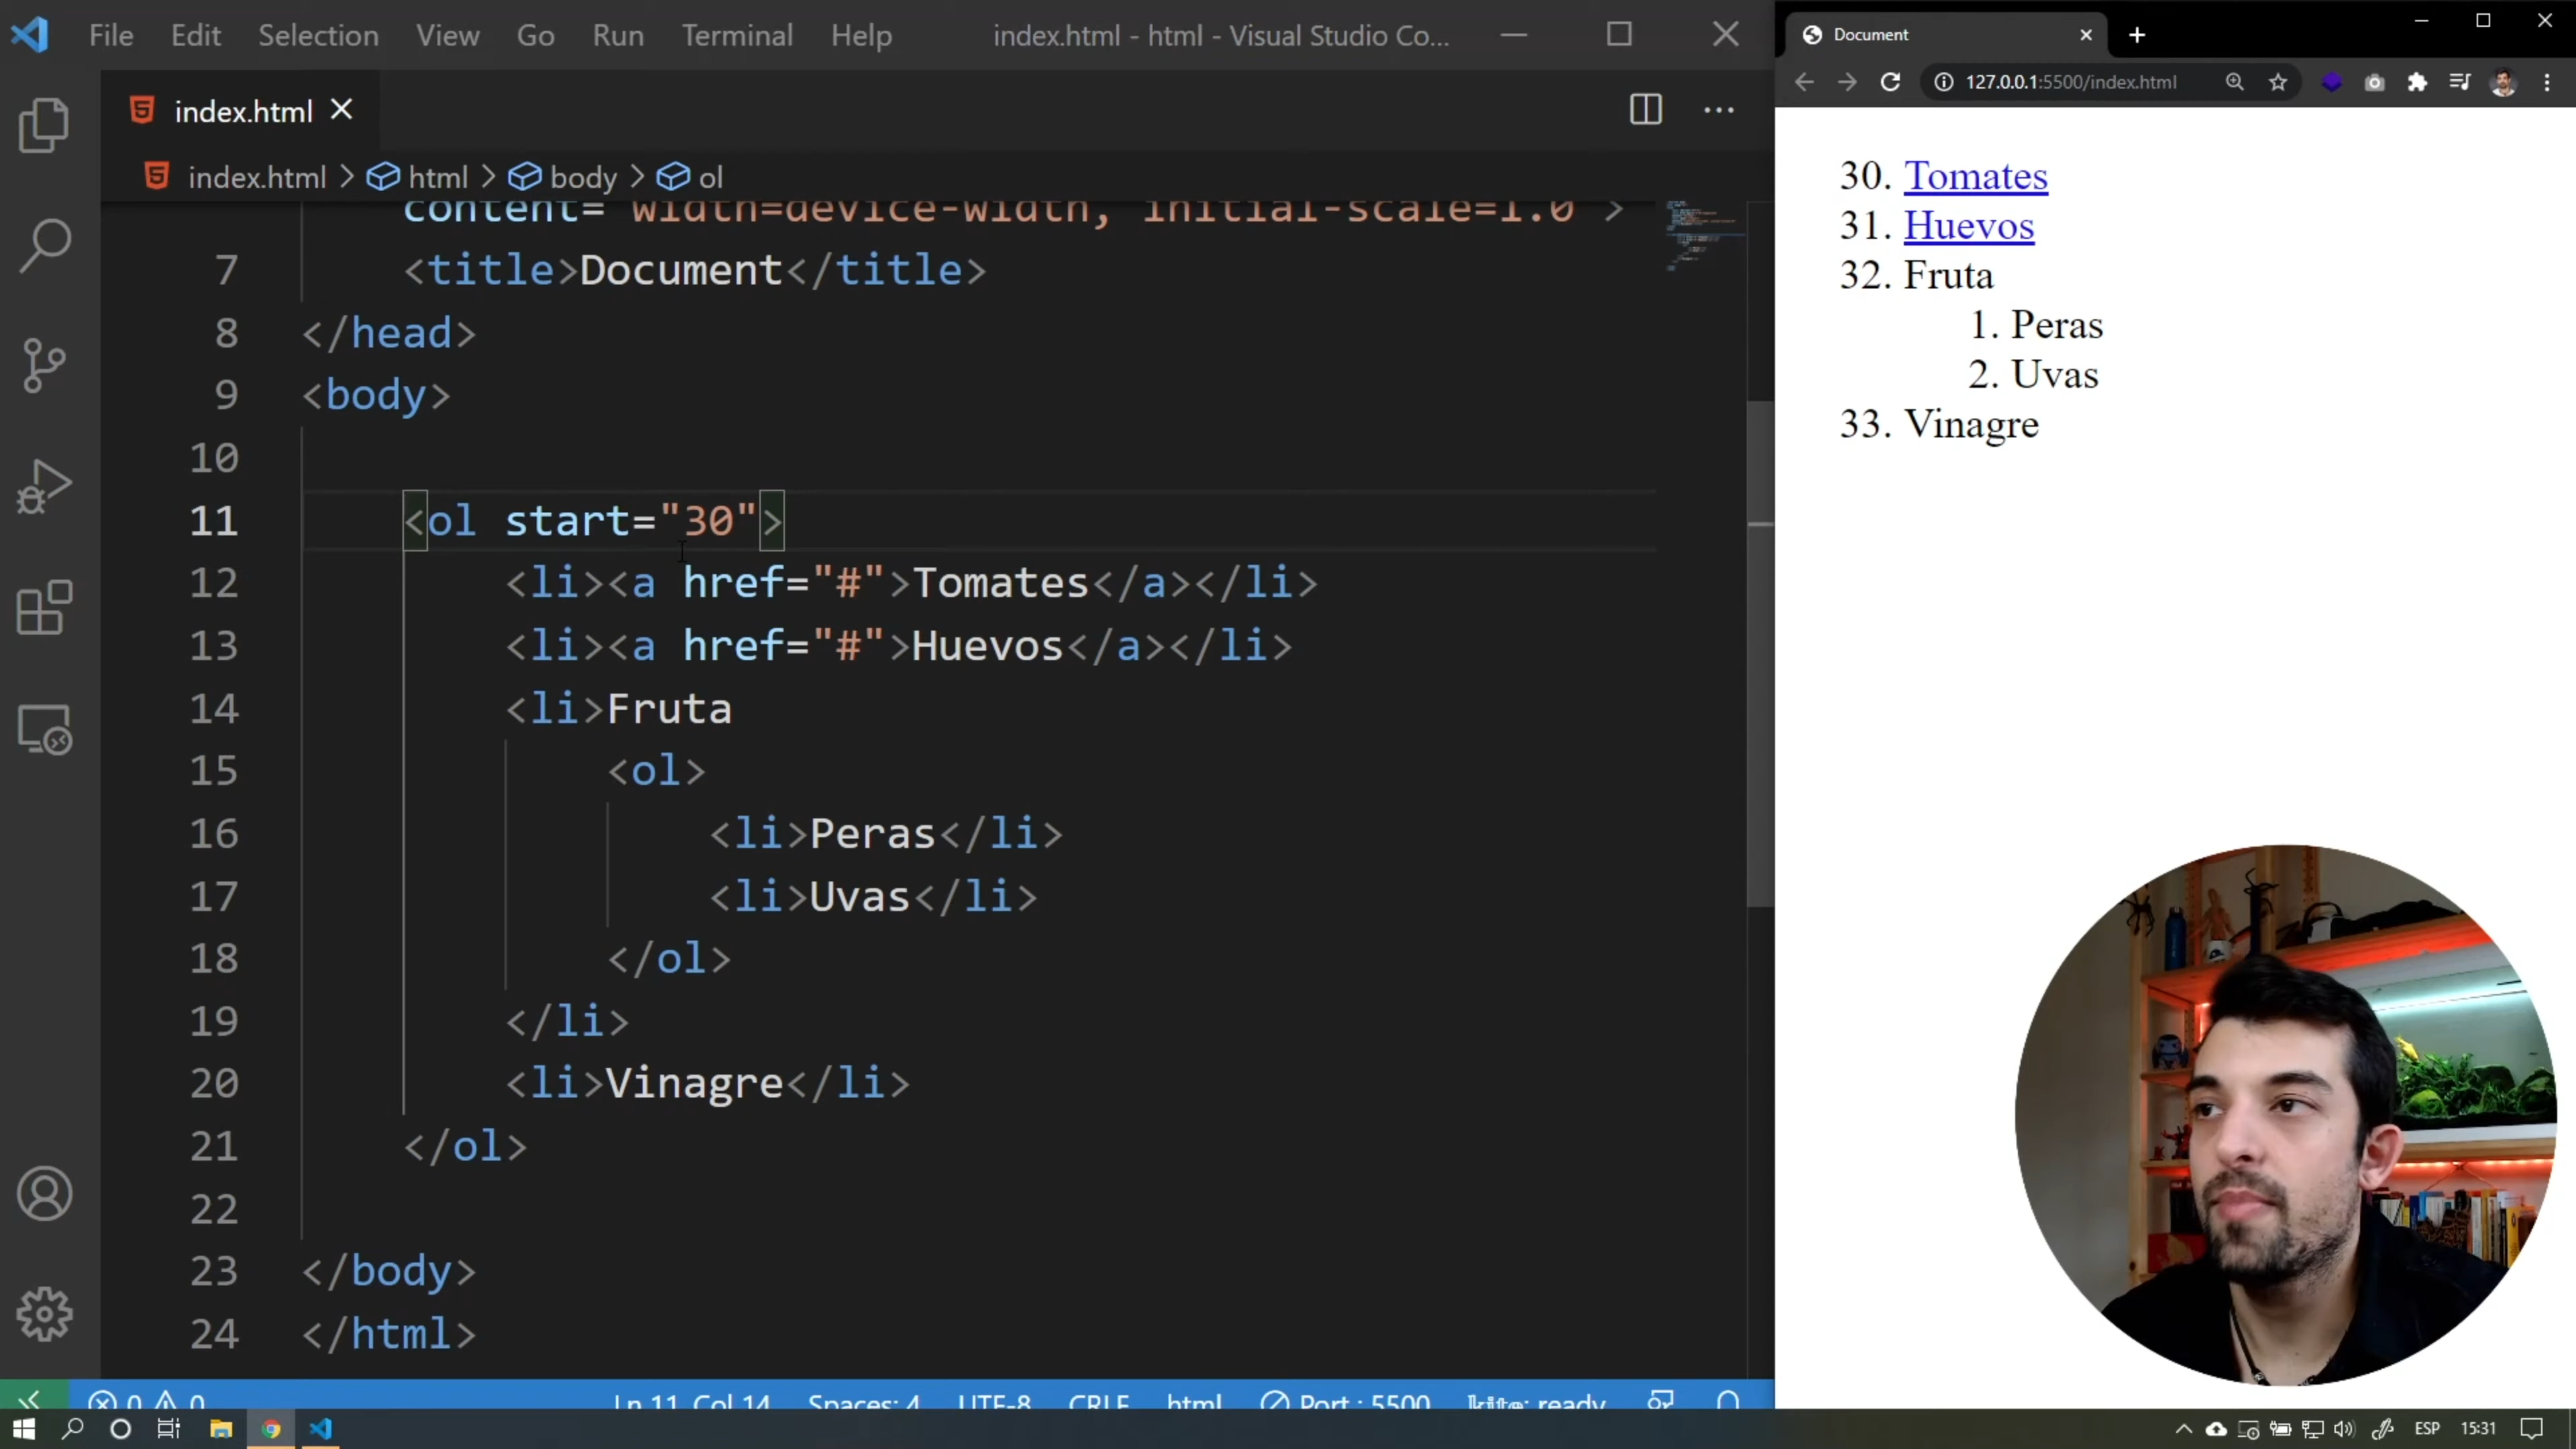 File Edit Selection View Go Run Terminal Help index.html - html - Visual Studio Co...
index.html
index.html > html > body > ol
content="width=device-width, initial-scale=1.0">
7 <title>Document</title>
8 </head>
9 <body>
10
11 <ol start="30">
12 <li><a href="#">Tomates</a></li>
13 <li><a href="#">Huevos</a></li>
14 <li>Fruta
15 <ol>
16 <li>Peras</li>
17 <li>Uvas</li>
18 </ol>
19 </li>
20 <li>Vinagre</li>
21 </ol>
22
23 </body>
24 </html>
0 0 Ln 11, Col 14 Spaces: 4 UTF-8 CRLF html Port : 5500 kite: ready
Document
127.0.0.1:5500/index.html
30. Tomates
31. Huevos
32. Fruta
1. Peras
2. Uvas
33. Vinagre
ESP 15:31